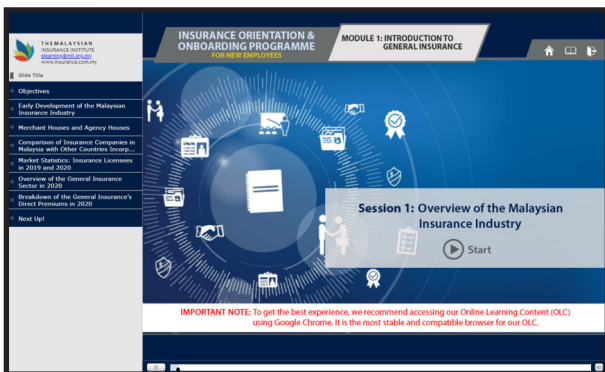 THE MALAYSIAN
INSURANCE INSTITUTE
elearning@mii.org.my
www.insurance.com.my
INSURANCE ORIENTATION &
ONBOARDING PROGRAMME
FOR NEW EMPLOYEES
MODULE 1: INTRODUCTION TO
GENERAL INSURANCE
Slide Title
Objectives
Early Development of the Malaysian
Insurance Industry
Merchant Houses and Agency Houses
Comparison of Insurance Companies in
Malaysia with Other Countries Incorp...
Market Statistics: Insurance Licensees
in 2019 and 2020
Overview of the General Insurance
Sector in 2020
Breakdown of the General Insurance's
Direct Premiums in 2020
Next Up!
Session 1: Overview of the Malaysian
Insurance Industry
Start
IMPORTANT NOTE: To get the best experience, we recommend accessing our Online Learning Content (OLC)
using Google Chrome. It is the most stable and compatible browser for our OLC.